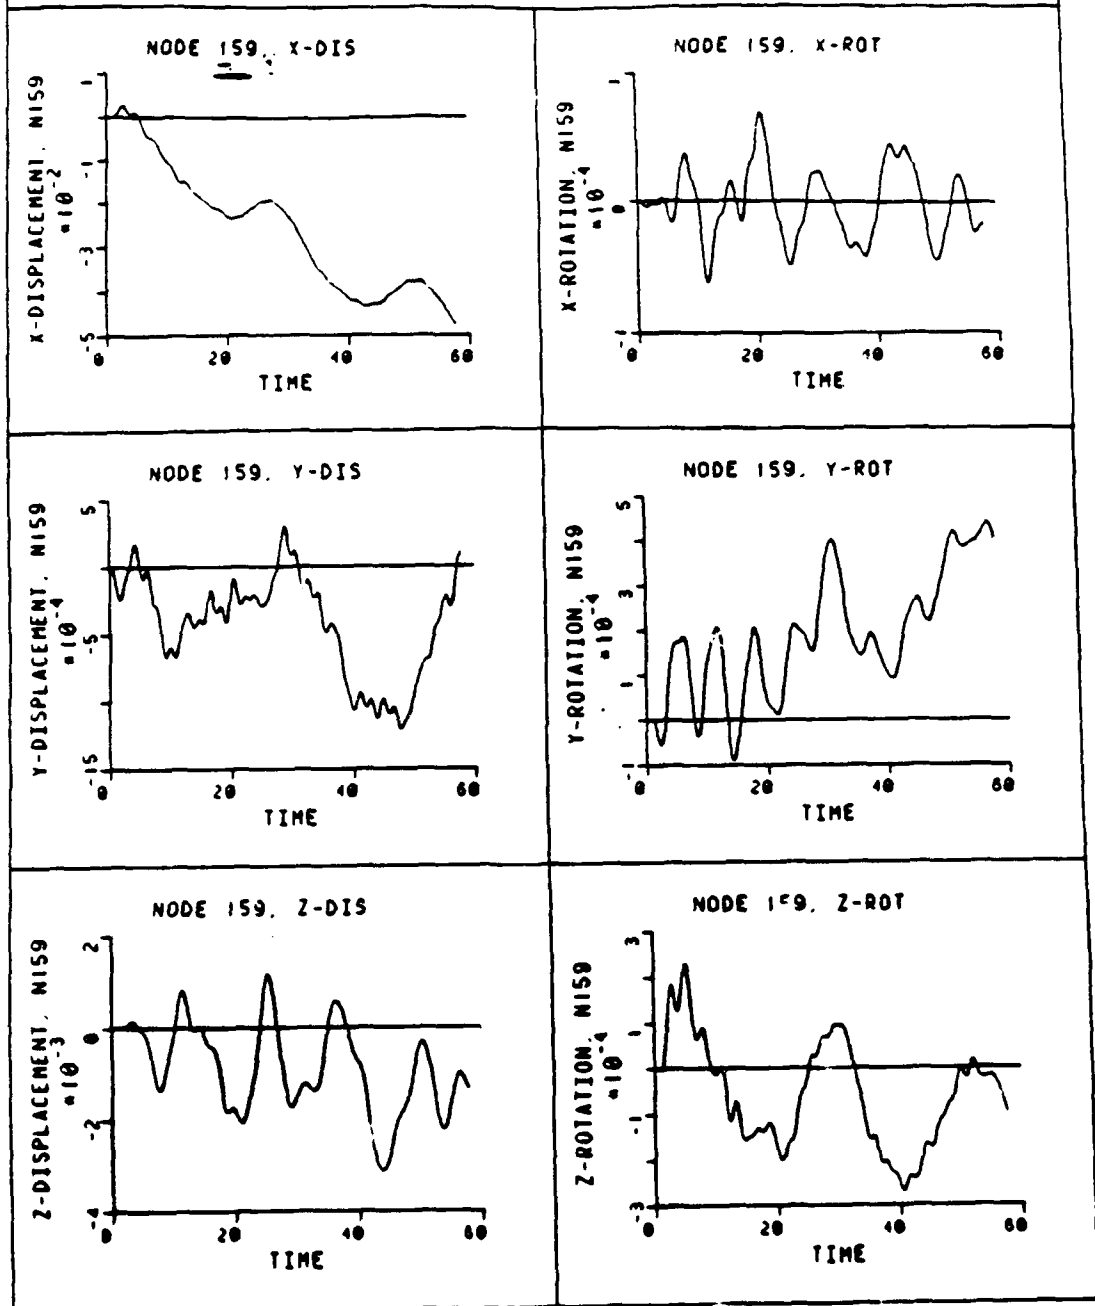 NODE 159. X-DIS
X-DISPLACEMENT. N159
*10-2
1
-1
-3
-5
0 20 40 60
TIME
NODE 159. X-ROT
X-ROTATION. N159
*10-4
1
0
-1
0 20 40 60
TIME
NODE 159. Y-DIS
Y-DISPLACEMENT. N159
*10-4
5
-5
-15
0 20 40 60
TIME
NODE 159. Y-ROT
Y-ROTATION. N159
*10-4
5
3
1
-1
0 20 40 60
TIME
NODE 159. Z-DIS
Z-DISPLACEMENT. N159
*10-3
2
0
-2
-4
0 20 40 60
TIME
NODE 159. Z-ROT
Z-ROTATION. N159
*10-4
3
1
-1
-3
0 20 40 60
TIME